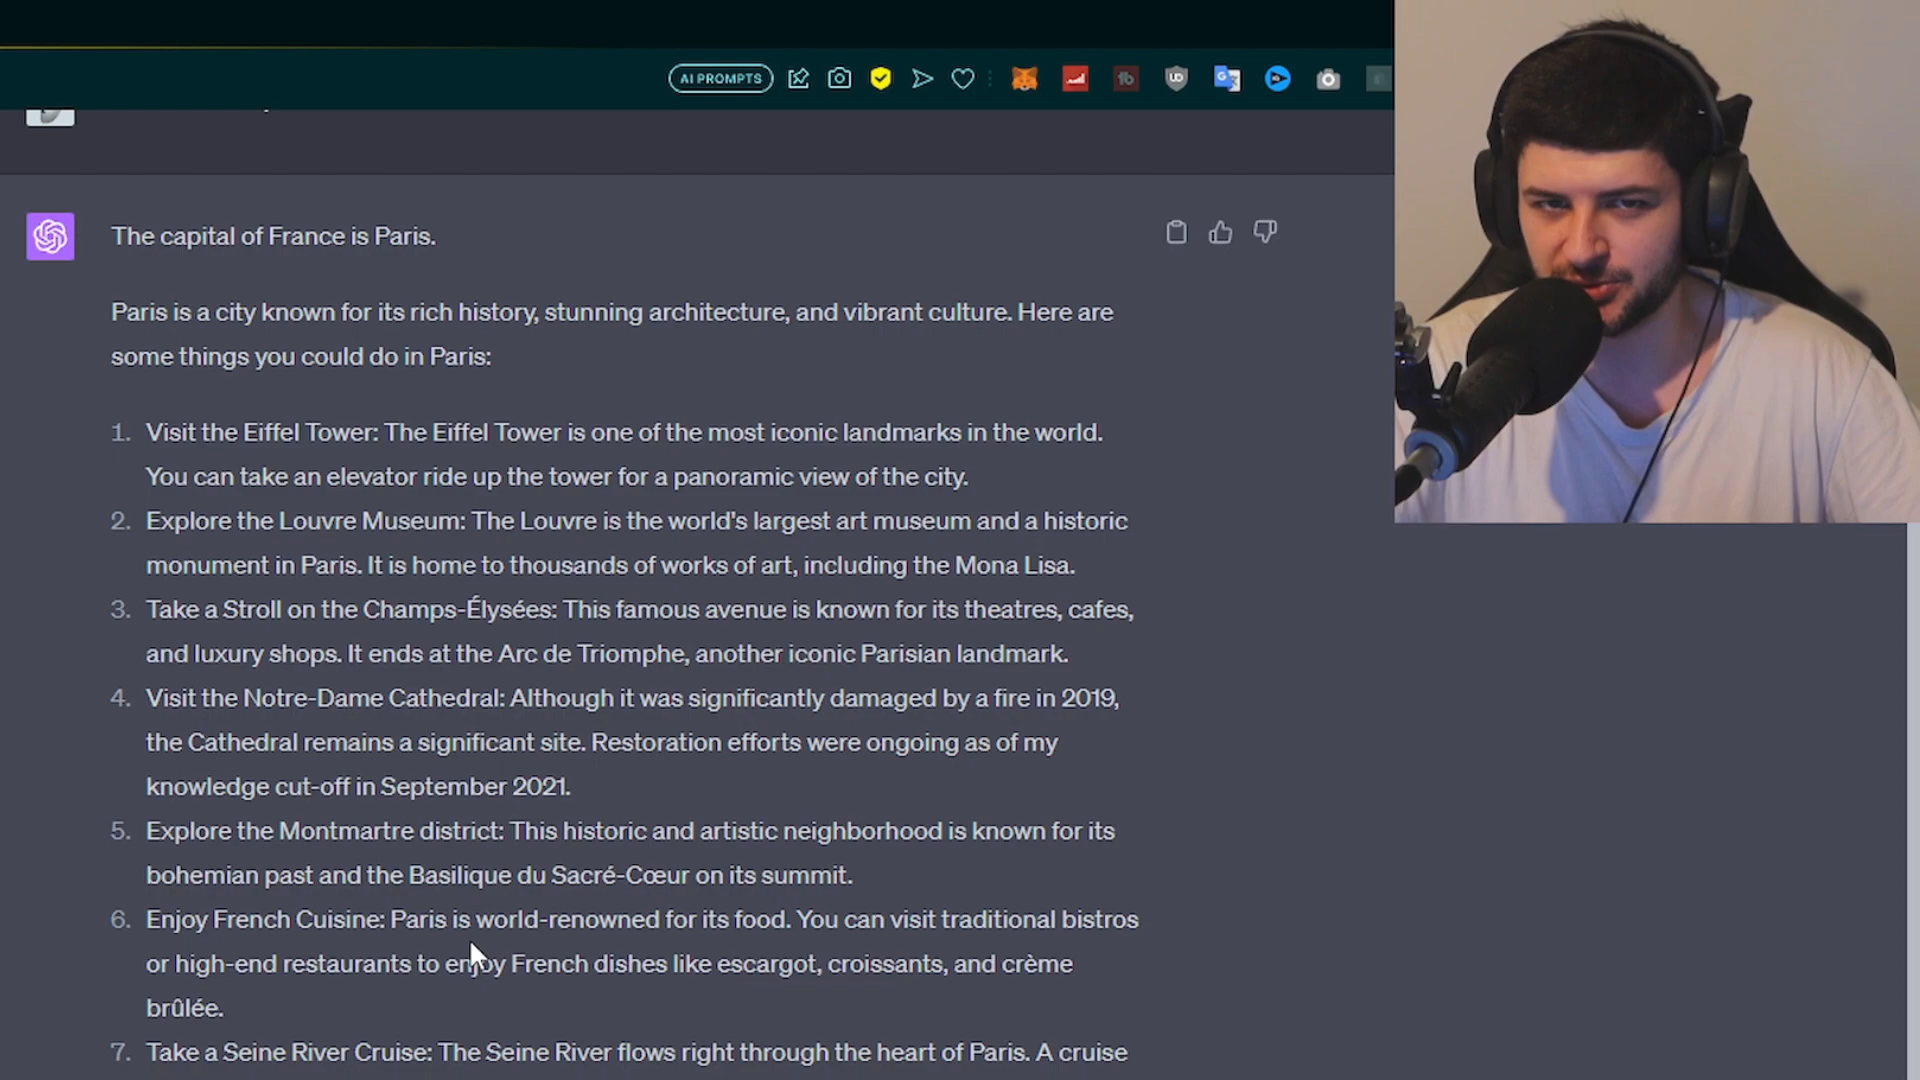 AI PROMPTS
The capital of France is Paris.
Paris is a city known for its rich history, stunning architecture, and vibrant culture. Here are
some things you could do in Paris:
1. Visit the Eiffel Tower: The Eiffel Tower is one of the most iconic landmarks in the world.
You can take an elevator ride up the tower for a panoramic view of the city.
2. Explore the Louvre Museum: The Louvre is the world's largest art museum and a historic
monument in Paris. It is home to thousands of works of art, including the Mona Lisa.
3. Take a Stroll on the Champs-Élysées: This famous avenue is known for its theatres, cafes,
and luxury shops. It ends at the Arc de Triomphe, another iconic Parisian landmark.
4. Visit the Notre-Dame Cathedral: Although it was significantly damaged by a fire in 2019,
the Cathedral remains a significant site. Restoration efforts were ongoing as of my
knowledge cut-off in September 2021.
5. Explore the Montmartre district: This historic and artistic neighborhood is known for its
bohemian past and the Basilique du Sacré-Cœur on its summit.
6. Enjoy French Cuisine: Paris is world-renowned for its food. You can visit traditional bistros
or high-end restaurants to enjoy French dishes like escargot, croissants, and crème
brûlée.
7. Take a Seine River Cruise: The Seine River flows right through the heart of Paris. A cruise